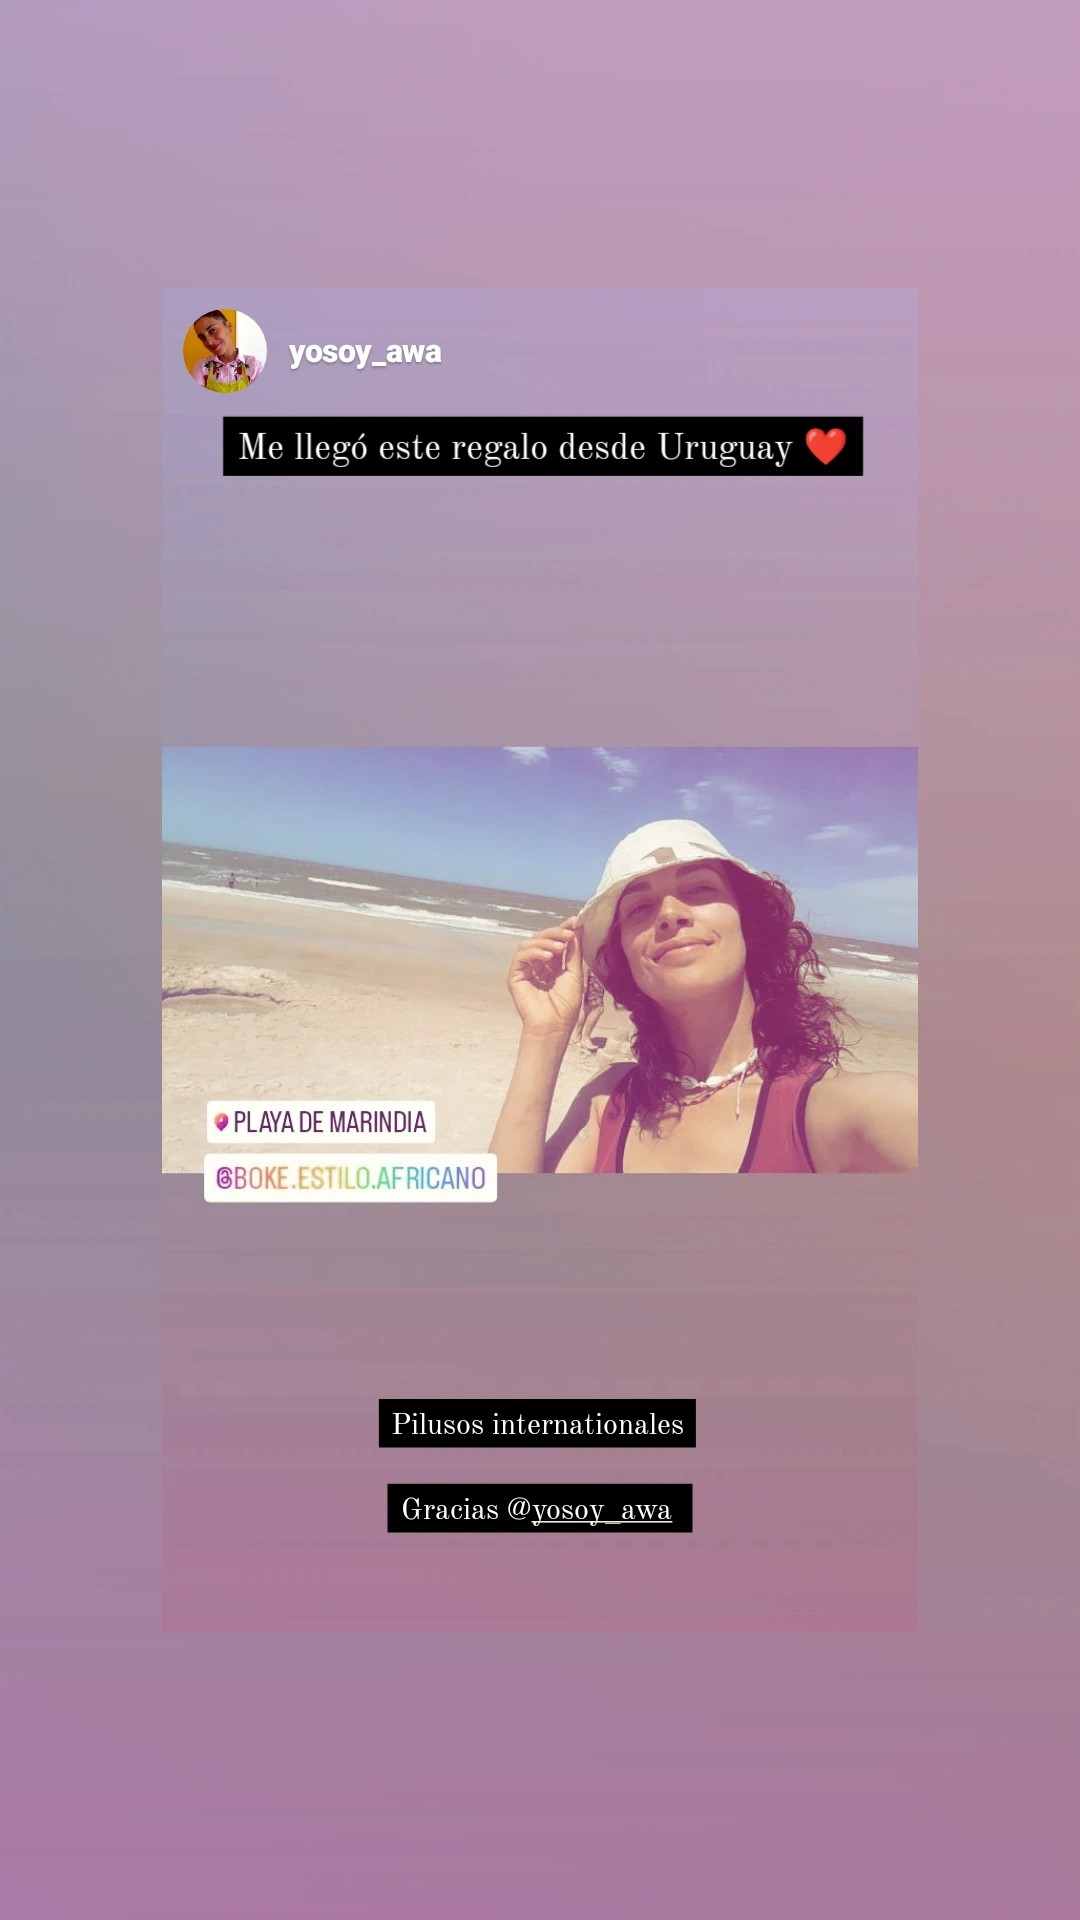 yosoy_awa
Me llegó este regalo desde Uruguay ❤️
PLAYA DE MARINDIA
@BOKE.ESTILO.AFRICANO
Pilusos internationales
Gracias @yosoy_awa